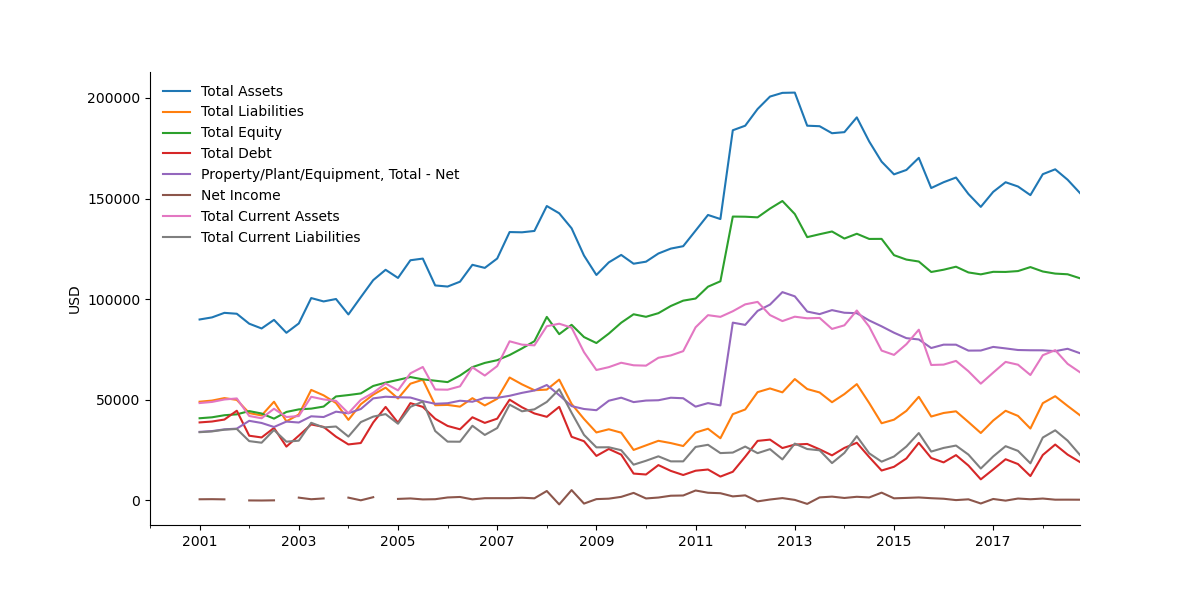 200000
150000
100000
50000
0
USD
Total Assets
Total Liabilities
Total Equity
Total Debt
Property/Plant/Equipment, Total - Net
Net Income
Total Current Assets
Total Current Liabilities
2001 2003 2005 2007 2009 2011 2013 2015 2017